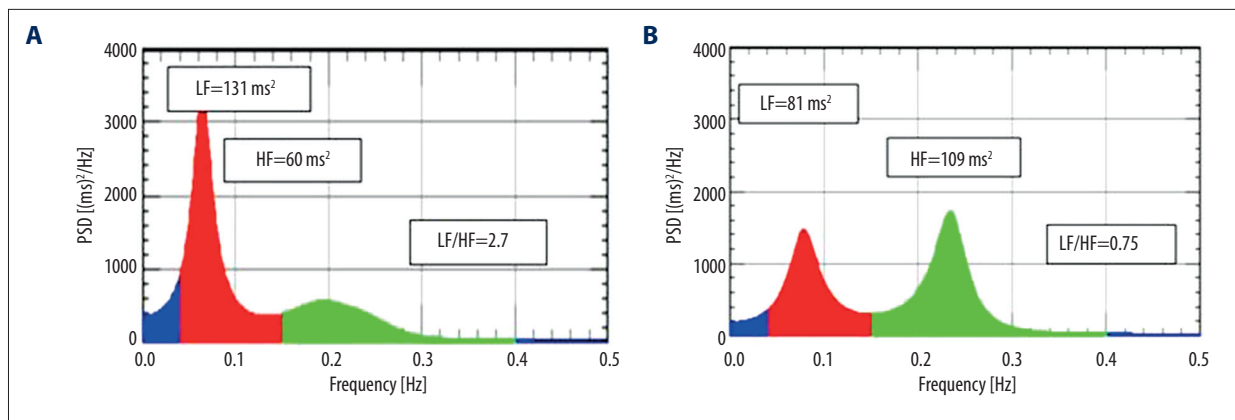 A
PSD [(ms)²/Hz]
4000
3000
2000
1000
0
LF=131 ms²
HF=60 ms²
LF/HF=2.7
0.0 0.1 0.2 0.3 0.4 0.5
Frequency [Hz]
B
PSD [(ms)²/Hz]
4000
3000
2000
1000
0
LF=81 ms²
HF=109 ms²
LF/HF=0.75
0.0 0.1 0.2 0.3 0.4 0.5
Frequency [Hz]